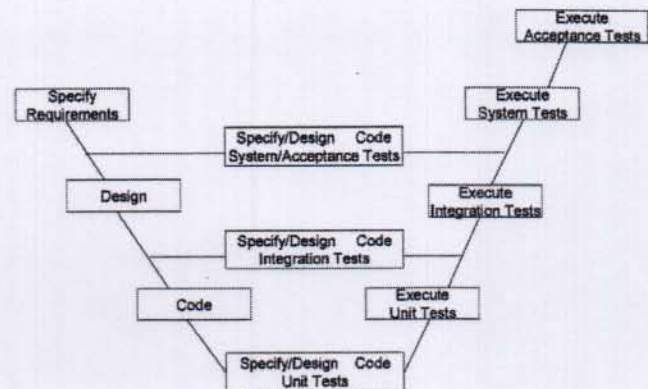 Execute
Acceptance Tests
Specify
Requirements
Execute
System Tests
Specify/Design Code
System/Acceptance Tests
Design
Execute
Integration Tests
Specify/Design Code
Integration Tests
Code
Execute
Unit Tests
Specify/Design Code
Unit Tests